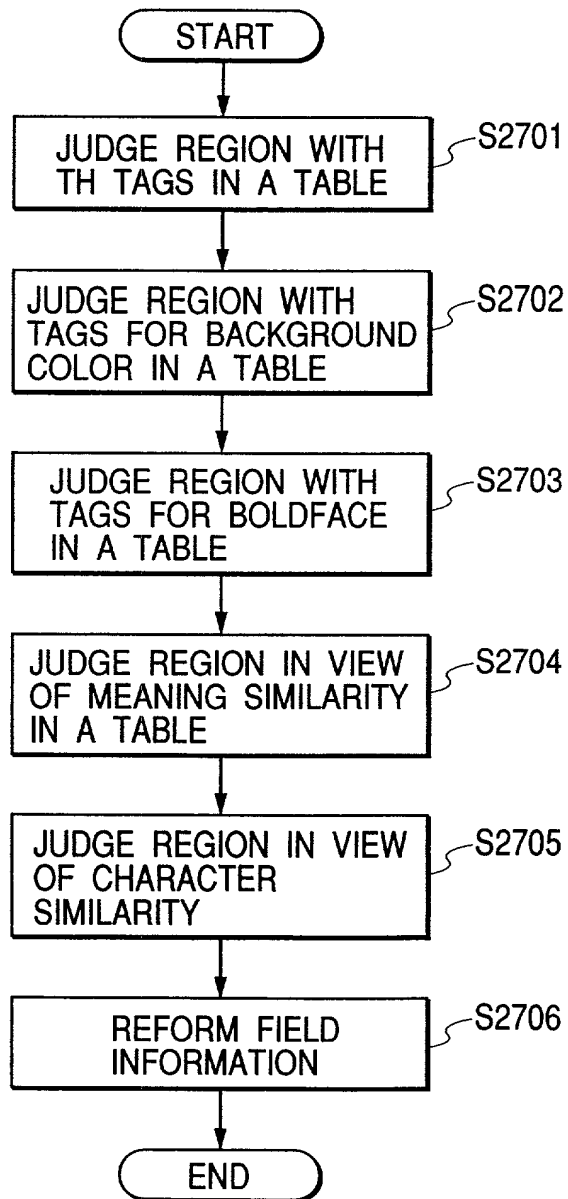 START
JUDGE REGION WITH
TH TAGS IN A TABLE
S2701
JUDGE REGION WITH
TAGS FOR BACKGROUND
COLOR IN A TABLE
S2702
JUDGE REGION WITH
TAGS FOR BOLDFACE
IN A TABLE
S2703
JUDGE REGION IN VIEW
OF MEANING SIMILARITY
IN A TABLE
S2704
JUDGE REGION IN VIEW
OF CHARACTER
SIMILARITY
S2705
REFORM FIELD
INFORMATION
S2706
END